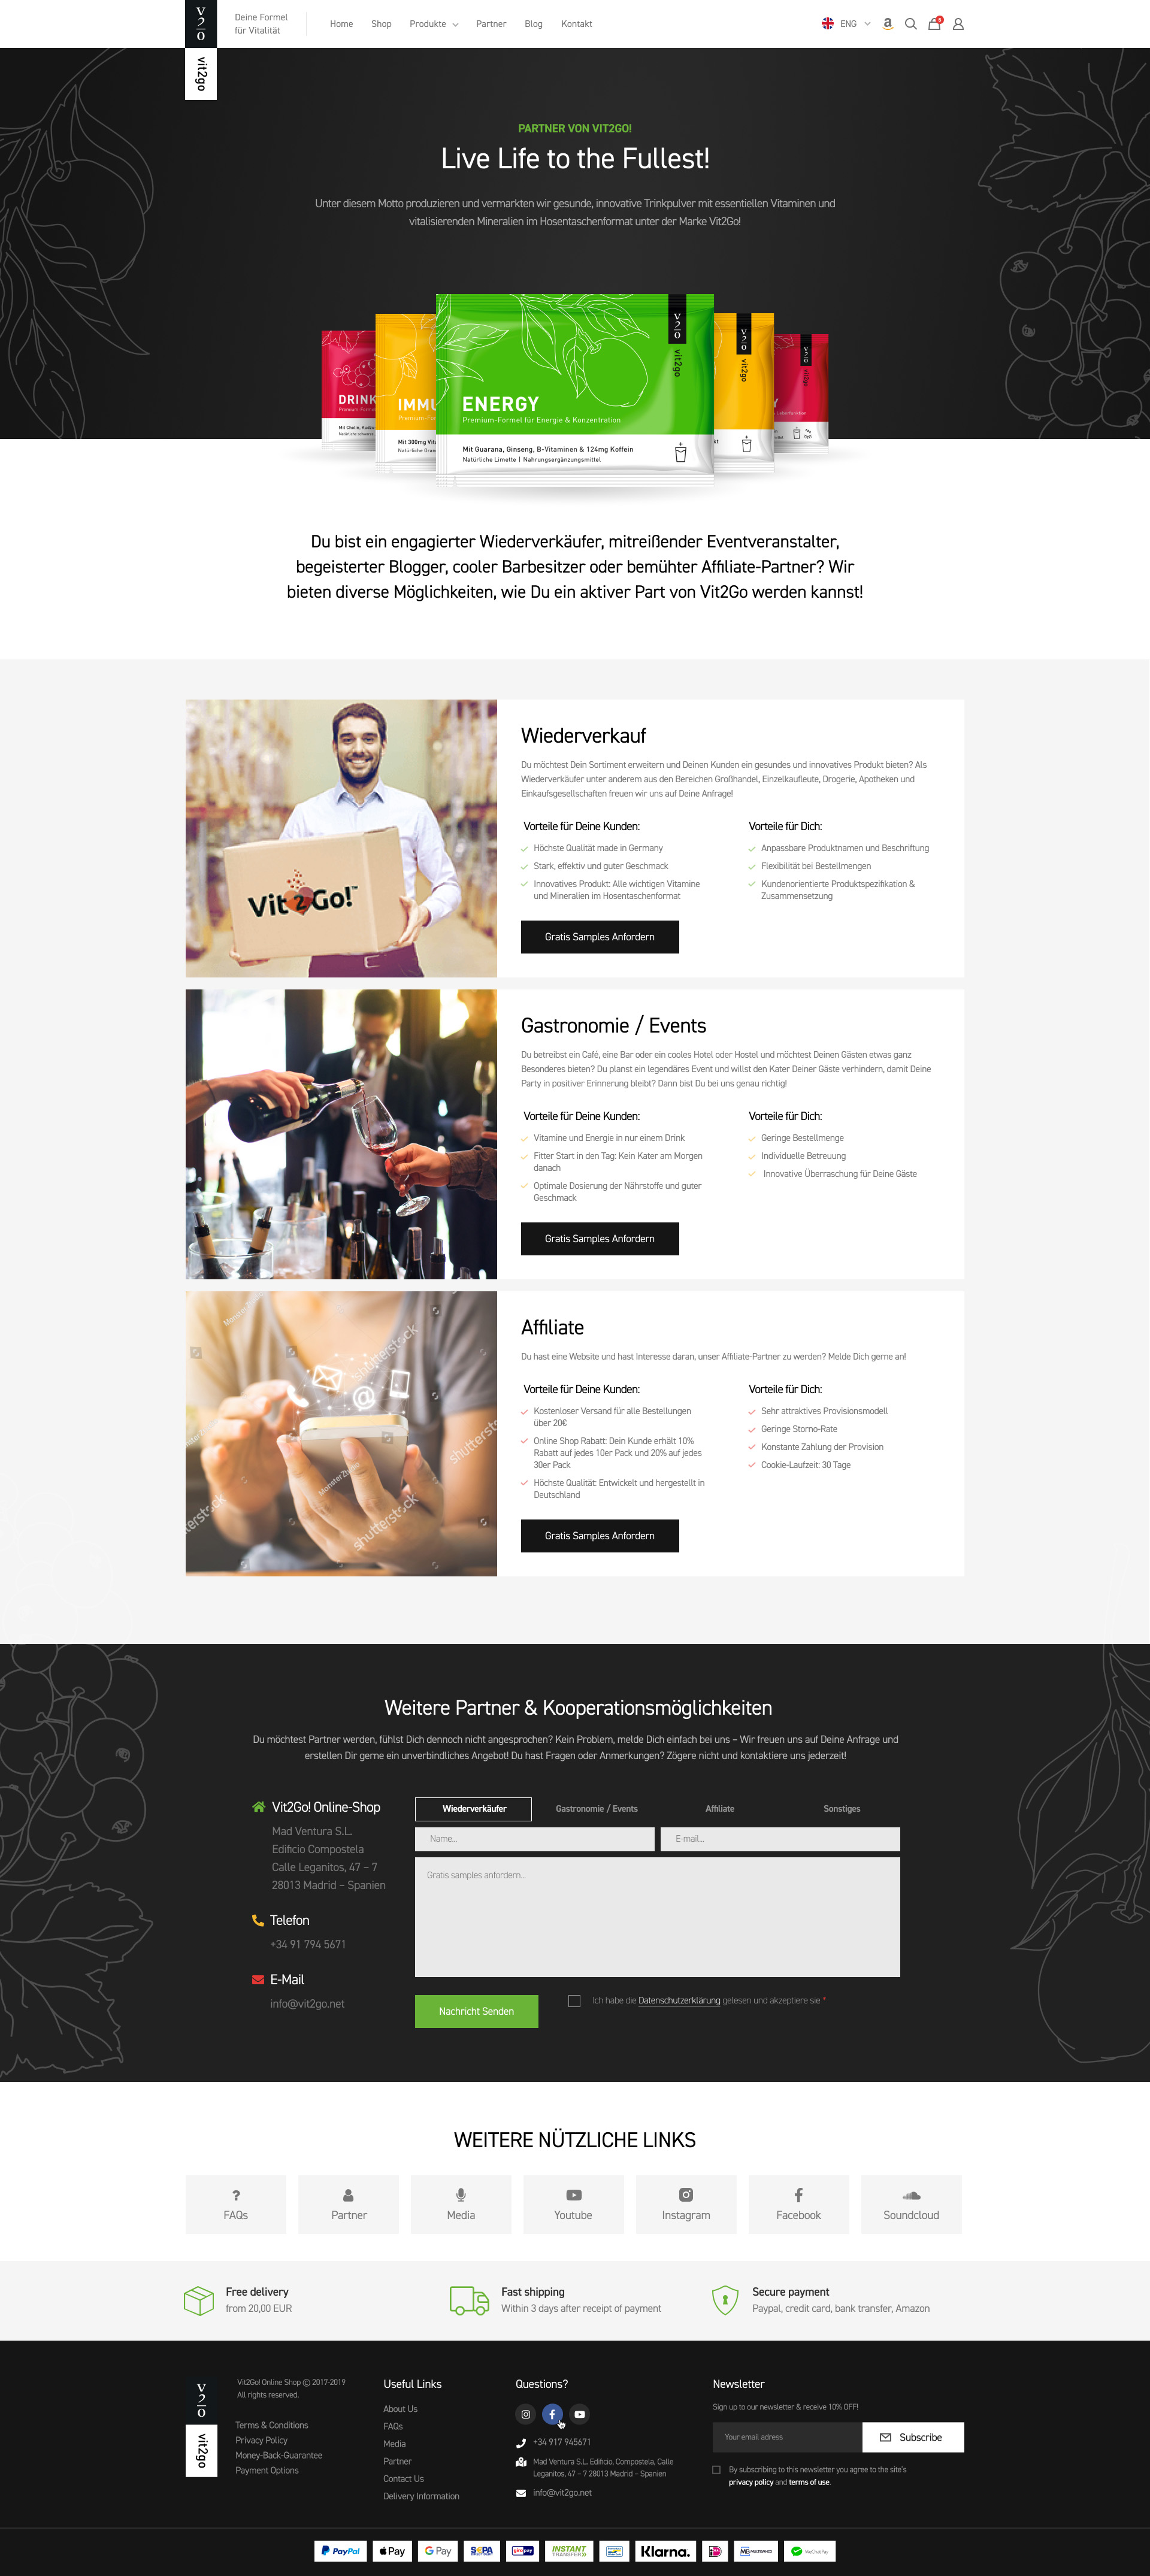 V2o
vit2go
Deine Formel
für Vitalität
Home
Shop
Produkte
Partner
Blog
Kontakt
ENG
PARTNER VON VIT2GO!
Live Life to the Fullest!
Unter diesem Motto produzieren und vermarkten wir gesunde, innovative Trinkpulver mit essentiellen Vitaminen und
vitalisierenden Mineralien im Hosentaschenformat unter der Marke Vit2Go!
DRINK
IMMU
ENERGY
Premium-Formel für Energie & Konzentration
Mit Guarana, Ginseng, B-Vitaminen & 124mg Koffein
Natürliche Limette | Nahrungsergänzungsmittel
V2o
vit2go
V2o
vit2go
Du bist ein engagierter Wiederverkäufer, mitreißender Eventveranstalter,
begeisterter Blogger, cooler Barbesitzer oder bemühter Affiliate-Partner? Wir
bieten diverse Möglichkeiten, wie Du ein aktiver Part von Vit2Go werden kannst!
Vit2Go!™
Wiederverkauf
Du möchtest Dein Sortiment erweitern und Deinen Kunden ein gesundes und innovatives Produkt bieten? Als
Wiederverkäufer unter anderem aus den Bereichen Großhandel, Einzelkaufleute, Drogerie, Apotheken und
Einkaufsgesellschaften freuen wir uns auf Deine Anfrage!
Vorteile für Deine Kunden:
Höchste Qualität made in Germany
Stark, effektiv und guter Geschmack
Innovatives Produkt: Alle wichtigen Vitamine
und Mineralien im Hosentaschenformat
Vorteile für Dich:
Anpassbare Produktnamen und Beschriftung
Flexibilität bei Bestellmengen
Kundenorientierte Produktspezifikation &
Zusammensetzung
Gratis Samples Anfordern
Gastronomie / Events
Du betreibst ein Café, eine Bar oder ein cooles Hotel oder Hostel und möchtest Deinen Gästen etwas ganz
Besonderes bieten? Du planst ein legendäres Event und willst den Kater Deiner Gäste verhindern, damit Deine
Party in positiver Erinnerung bleibt? Dann bist Du bei uns genau richtig!
Vorteile für Deine Kunden:
Vitamine und Energie in nur einem Drink
Fitter Start in den Tag: Kein Kater am Morgen
danach
Optimale Dosierung der Nährstoffe und guter
Geschmack
Vorteile für Dich:
Geringe Bestellmenge
Individuelle Betreuung
Innovative Überraschung für Deine Gäste
Gratis Samples Anfordern
shutterstock
shutterstock
Affiliate
Du hast eine Website und hast Interesse daran, unser Affiliate-Partner zu werden? Melde Dich gerne an!
Vorteile für Deine Kunden:
Kostenloser Versand für alle Bestellungen
über 20€
Online Shop Rabatt: Dein Kunde erhält 10%
Rabatt auf jedes 10er Pack und 20% auf jedes
30er Pack
Höchste Qualität: Entwickelt und hergestellt in
Deutschland
Vorteile für Dich:
Sehr attraktives Provisionsmodell
Geringe Storno-Rate
Konstante Zahlung der Provision
Cookie-Laufzeit: 30 Tage
Gratis Samples Anfordern
Weitere Partner & Kooperationsmöglichkeiten
Du möchtest Partner werden, fühlst Dich dennoch nicht angesprochen? Kein Problem, melde Dich einfach bei uns – Wir freuen uns auf Deine Anfrage und
erstellen Dir gerne ein unverbindliches Angebot! Du hast Fragen oder Anmerkungen? Zögere nicht und kontaktiere uns jederzeit!
Vit2Go! Online-Shop
Mad Ventura S.L.
Edificio Compostela
Calle Leganitos, 47 – 7
28013 Madrid – Spanien
Telefon
+34 91 794 5671
E-Mail
info@vit2go.net
Wiederverkäufer
Gastronomie / Events
Affiliate
Sonstiges
Name...
E-mail...
Gratis samples anfordern...
Nachricht Senden
Ich habe die Datenschutzerklärung gelesen und akzeptiere sie *
WEITERE NÜTZLICHE LINKS
FAQs
Partner
Media
Youtube
Instagram
Facebook
Soundcloud
Free delivery
from 20,00 EUR
Fast shipping
Within 3 days after receipt of payment
Secure payment
Paypal, credit card, bank transfer, Amazon
V2o
vit2go
Vit2Go! Online Shop © 2017-2019
All rights reserved.
Terms & Conditions
Privacy Policy
Money-Back-Guarantee
Payment Options
Useful Links
About Us
FAQs
Media
Partner
Contact Us
Delivery Information
Questions?
+34 917 945671
Mad Ventura S.L. Edificio, Compostela, Calle
Leganitos, 47 – 7 28013 Madrid – Spanien
info@vit2go.net
Newsletter
Sign up to our newsletter & receive 10% OFF!
Your email adress
Subscribe
By subscribing to this newsletter you agree to the site's
privacy policy and terms of use.
PayPal
Pay
G Pay
SEPA
giropay
INSTANT
TRANSFER
Klarna.
MULTIBANCO
WeChat Pay